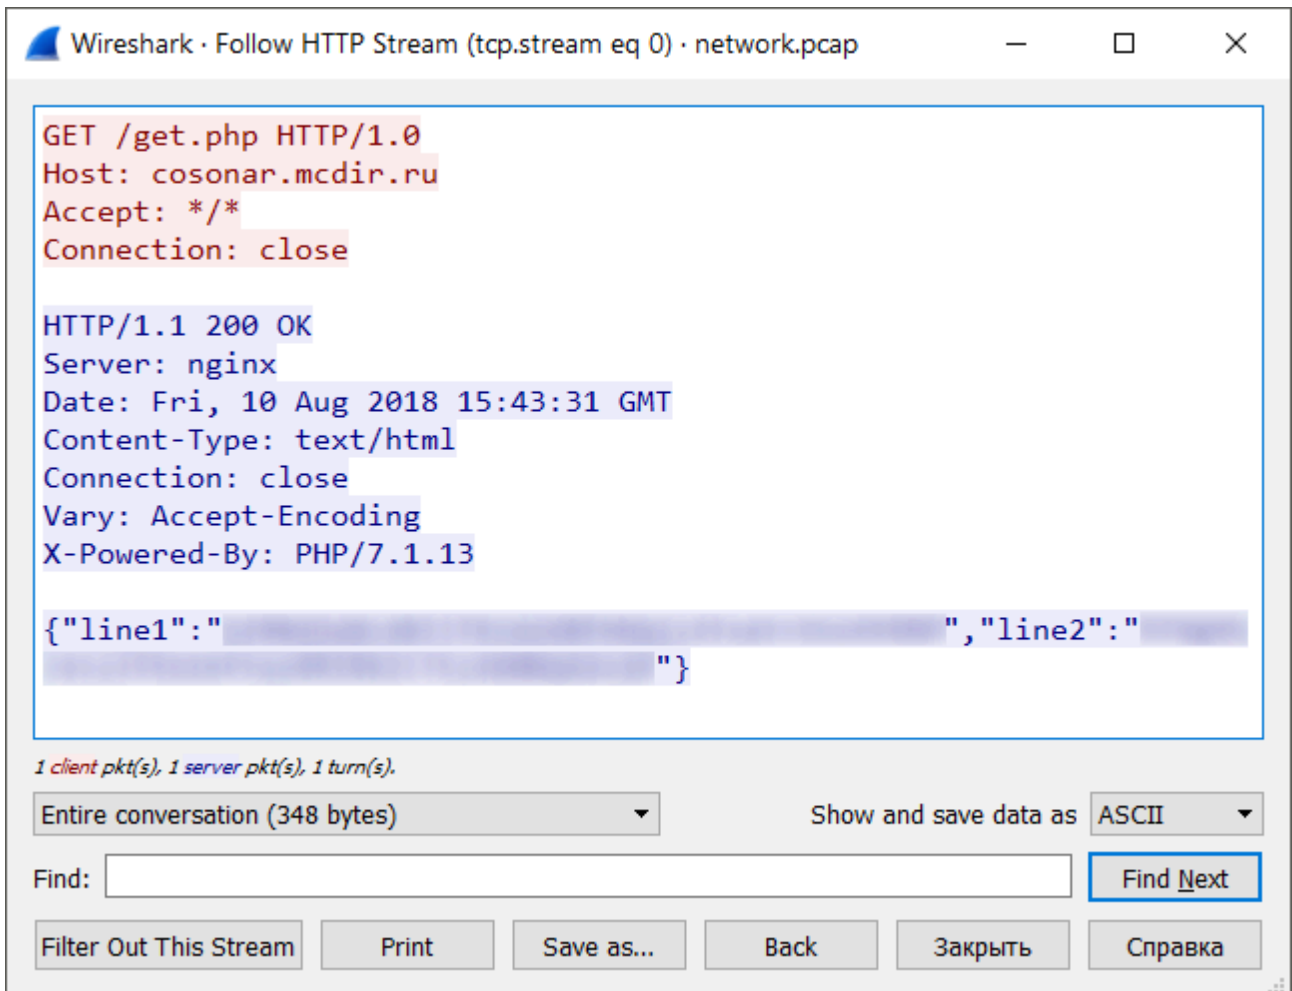 Wireshark · Follow HTTP Stream (tcp.stream eq 0) · network.pcap
GET /get.php HTTP/1.0
Host: cosonar.mcdir.ru
Accept: */*
Connection: close
HTTP/1.1 200 OK
Server: nginx
Date: Fri, 10 Aug 2018 15:43:31 GMT
Content-Type: text/html
Connection: close
Vary: Accept-Encoding
X-Powered-By: PHP/7.1.13
{"line1":"","line2":"
"}
1 client pkt(s), 1 server pkt(s), 1 turn(s).
Entire conversation (348 bytes) Show and save data as ASCII
Find: Find Next
Filter Out This Stream Print Save as... Back Закрыть Справка